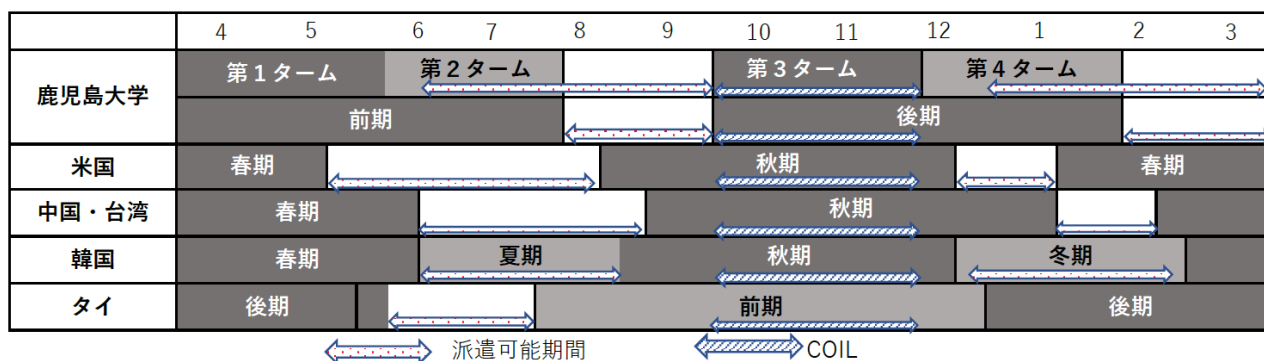 4 5 6 7 8 9 10 11 12 1 2 3
鹿児島大学 第1ターム 第2ターム 第3ターム 第4ターム
前期 後期
米国 春期 秋期 春期
中国・台湾 春期 秋期
韓国 春期 夏期 秋期 冬期
タイ 後期 前期 後期
派遣可能期間 COIL